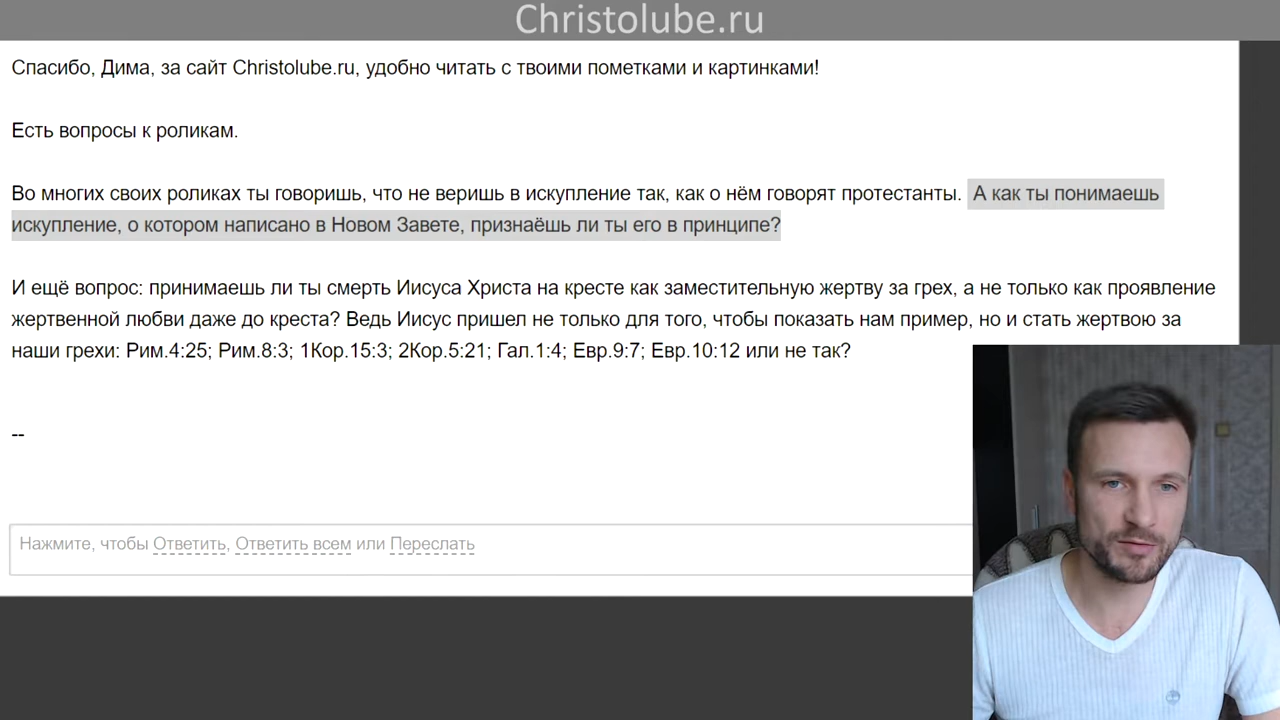 Christolube.ru
Спасибо, Дима, за сайт Christolube.ru, удобно читать с твоими пометками и картинками!
Есть вопросы к роликам.
Во многих своих роликах ты говоришь, что не веришь в искупление так, как о нём говорят протестанты. А как ты понимаешь
искупление, о котором написано в Новом Завете, признаёшь ли ты его в принципе?
И ещё вопрос: принимаешь ли ты смерть Иисуса Христа на кресте как заместительную жертву за грех, а не только как проявление
жертвенной любви даже до креста? Ведь Иисус пришел не только для того, чтобы показать нам пример, но и стать жертвою за
наши грехи: Рим.4:25; Рим.8:3; 1Кор.15:3; 2Кор.5:21; Гал.1:4; Евр.9:7; Евр.10:12 или не так?
--
Нажмите, чтобы Ответить, Ответить всем или Переслать